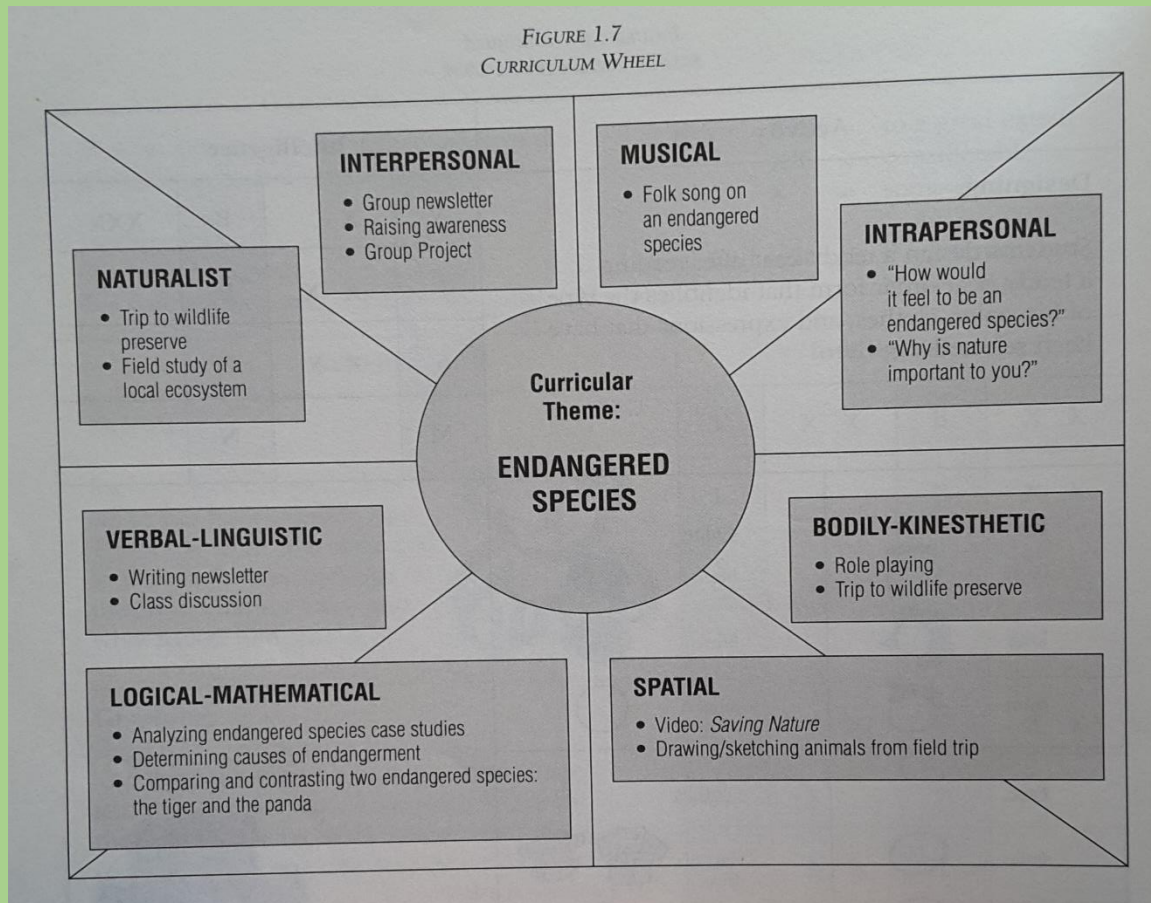 FIGURE 1.7
CURRICULUM WHEEL
INTERPERSONAL
• Group newsletter
• Raising awareness
• Group Project
MUSICAL
• Folk song on
an endangered
species
INTRAPERSONAL
• "How would
it feel to be an
endangered species?"
• "Why is nature
important to you?"
NATURALIST
• Trip to wildlife
preserve
• Field study of a
local ecosystem
Curricular
Theme:
ENDANGERED
SPECIES
VERBAL-LINGUISTIC
• Writing newsletter
• Class discussion
BODILY-KINESTHETIC
• Role playing
• Trip to wildlife preserve
LOGICAL-MATHEMATICAL
• Analyzing endangered species case studies
• Determining causes of endangerment
• Comparing and contrasting two endangered species:
the tiger and the panda
SPATIAL
• Video: Saving Nature
• Drawing/sketching animals from field trip